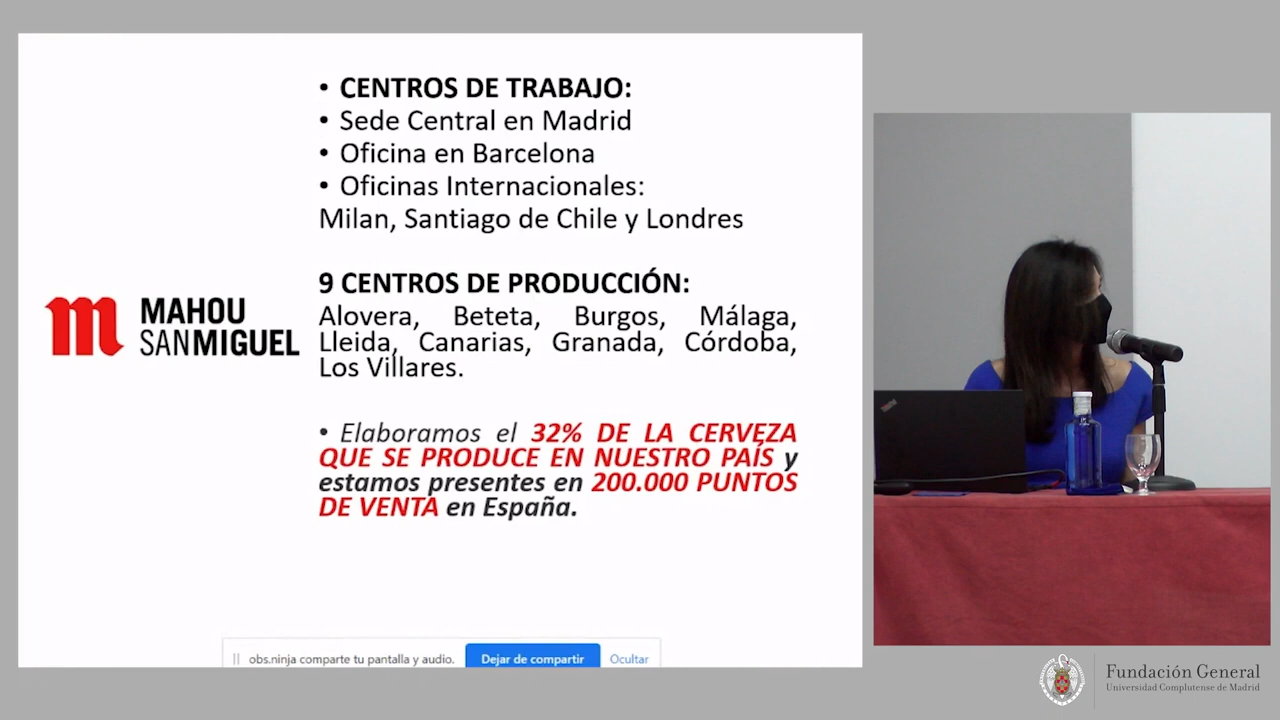 • CENTROS DE TRABAJO:
• Sede Central en Madrid
• Oficina en Barcelona
• Oficinas Internacionales:
Milan, Santiago de Chile y Londres
9 CENTROS DE PRODUCCIÓN:
Alovera, Beteta, Burgos, Málaga,
Lleida, Canarias, Granada, Córdoba,
Los Villares.
MAHOU
SANMIGUEL
• Elaboramos el 32% DE LA CERVEZA
QUE SE PRODUCE EN NUESTRO PAÍS y
estamos presentes en 200.000 PUNTOS
DE VENTA en España.
obs.ninja comparte tu pantalla y audio.
Dejar de compartir
Ocultar
Fundación General
Universidad Complutense de Madrid